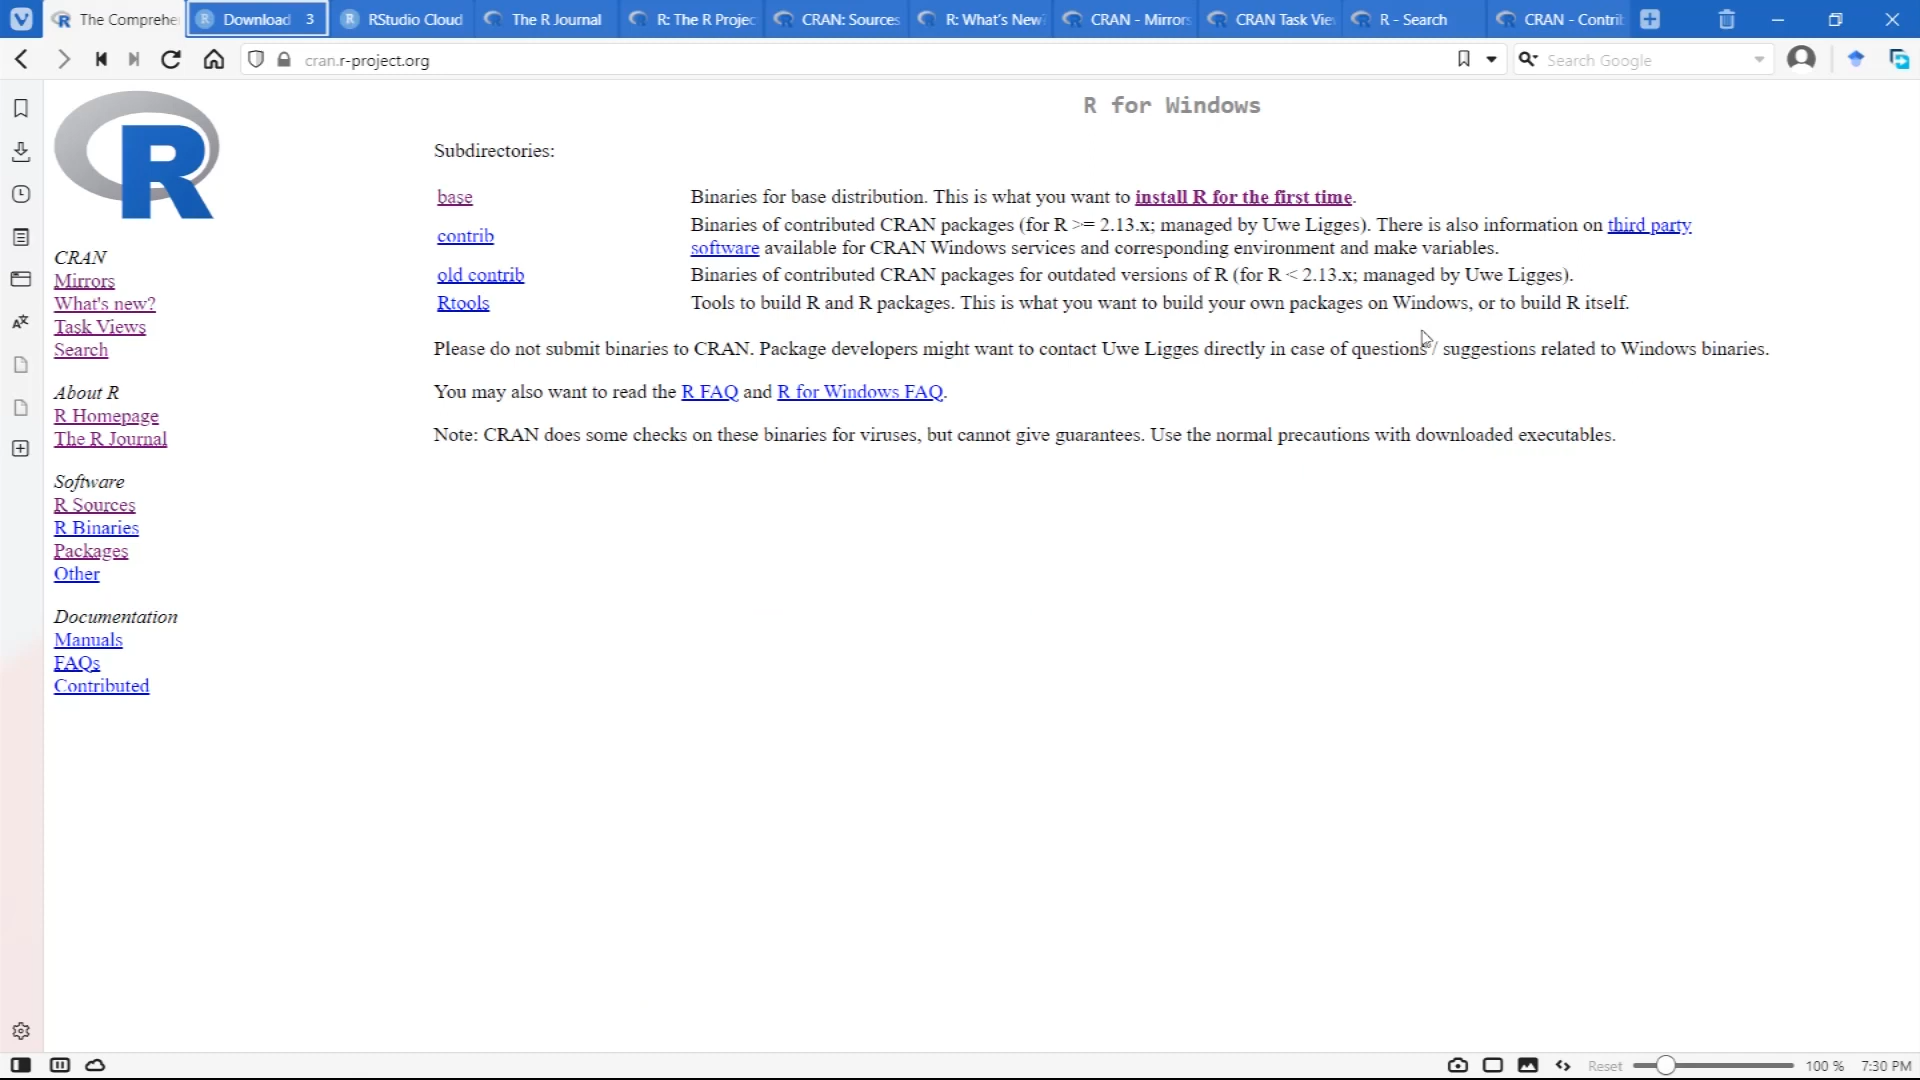 The Comprehe
Download 3
RStudio Cloud
The R Journal
R: The R Projec
CRAN: Sources
R: What's New
CRAN - Mirrors
CRAN Task Vie
R - Search
CRAN - Contrib
cran.r-project.org
Search Google
R
R for Windows
Subdirectories:
base Binaries for base distribution. This is what you want to install R for the first time.
contrib Binaries of contributed CRAN packages (for R >= 2.13.x; managed by Uwe Ligges). There is also information on third party
software available for CRAN Windows services and corresponding environment and make variables.
old contrib Binaries of contributed CRAN packages for outdated versions of R (for R < 2.13.x; managed by Uwe Ligges).
Rtools Tools to build R and R packages. This is what you want to build your own packages on Windows, or to build R itself.
Please do not submit binaries to CRAN. Package developers might want to contact Uwe Ligges directly in case of questions / suggestions related to Windows binaries.
You may also want to read the R FAQ and R for Windows FAQ.
Note: CRAN does some checks on these binaries for viruses, but cannot give guarantees. Use the normal precautions with downloaded executables.
CRAN
Mirrors
What's new?
Task Views
Search
About R
R Homepage
The R Journal
Software
R Sources
R Binaries
Packages
Other
Documentation
Manuals
FAQs
Contributed
Reset
100 %
7:30 PM